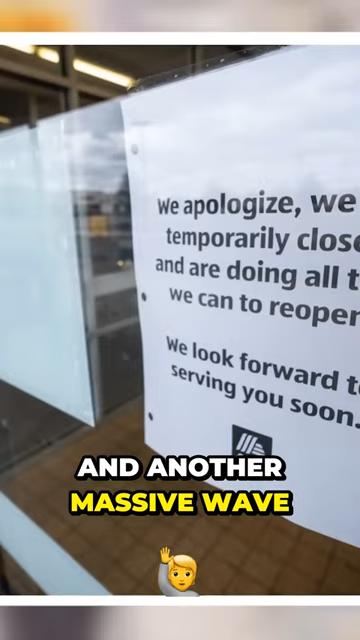 We apologize, we
temporarily close
and are doing all t
we can to reopen
We look forward to
serving you soon.
AND ANOTHER
MASSIVE WAVE